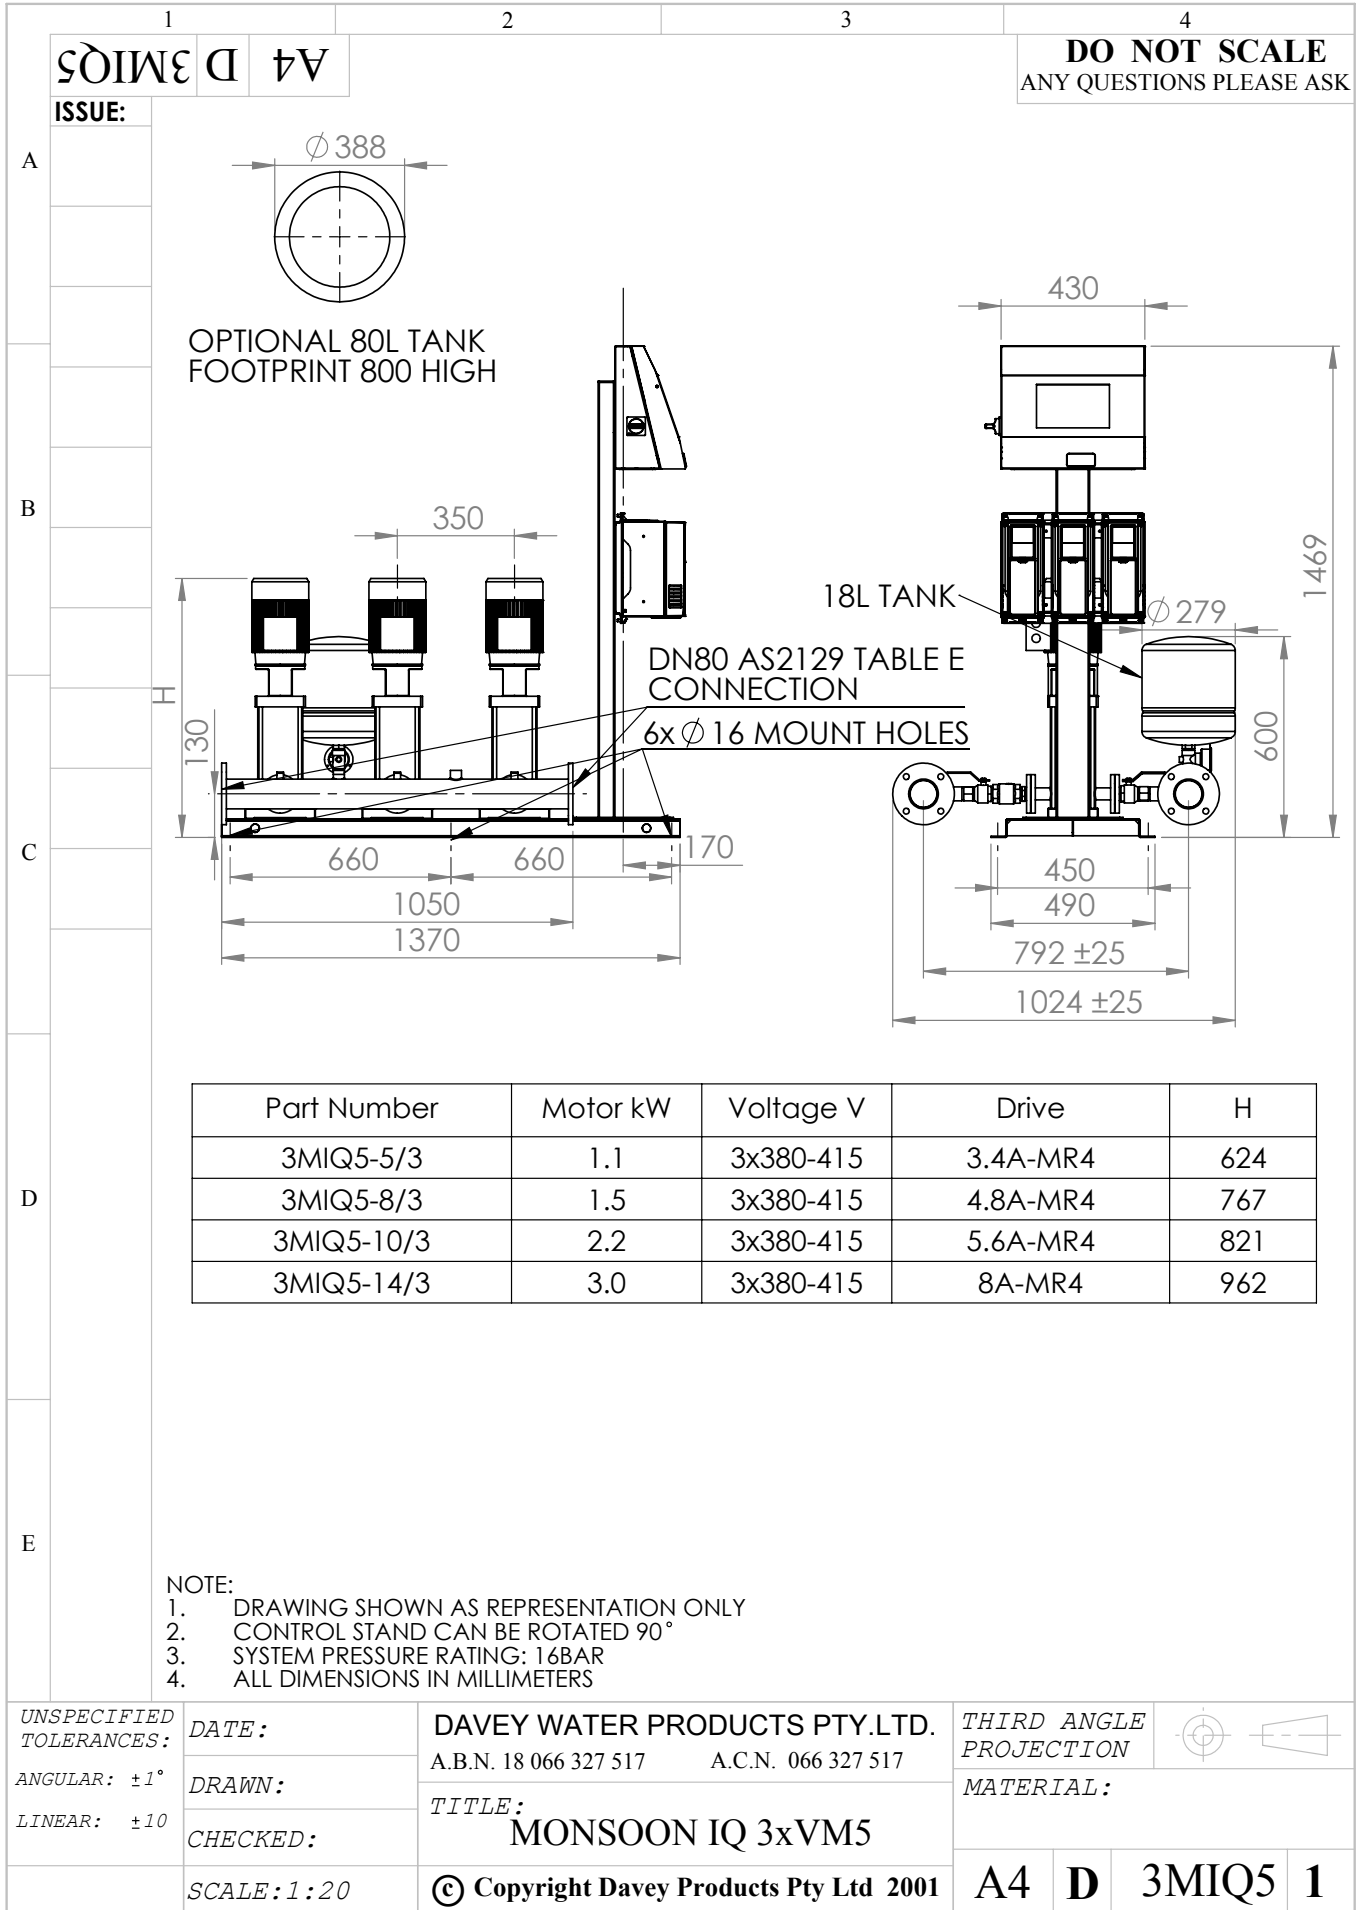 1 2 3 4
3MIQ5 D A4
DO NOT SCALE
ANY QUESTIONS PLEASE ASK
ISSUE:
A
B
C
D
E
∅ 388
OPTIONAL 80L TANK
FOOTPRINT 800 HIGH
430
350
1469
18L TANK
∅ 279
DN80 AS2129 TABLE E
CONNECTION
6x ∅ 16 MOUNT HOLES
H
130
600
660
660
170
1050
1370
450
490
792 ±25
1024 ±25
Part Number Motor kW Voltage V Drive H
3MIQ5-5/3 1.1 3x380-415 3.4A-MR4 624
3MIQ5-8/3 1.5 3x380-415 4.8A-MR4 767
3MIQ5-10/3 2.2 3x380-415 5.6A-MR4 821
3MIQ5-14/3 3.0 3x380-415 8A-MR4 962
NOTE:
1. DRAWING SHOWN AS REPRESENTATION ONLY
2. CONTROL STAND CAN BE ROTATED 90°
3. SYSTEM PRESSURE RATING: 16BAR
4. ALL DIMENSIONS IN MILLIMETERS
UNSPECIFIED
TOLERANCES:
ANGULAR: ±1°
LINEAR: ±10
DATE:
DRAWN:
CHECKED:
SCALE:1:20
DAVEY WATER PRODUCTS PTY.LTD.
A.B.N. 18 066 327 517 A.C.N. 066 327 517
TITLE:
MONSOON IQ 3xVM5
© Copyright Davey Products Pty Ltd 2001
THIRD ANGLE
PROJECTION
MATERIAL:
A4 D 3MIQ5 1